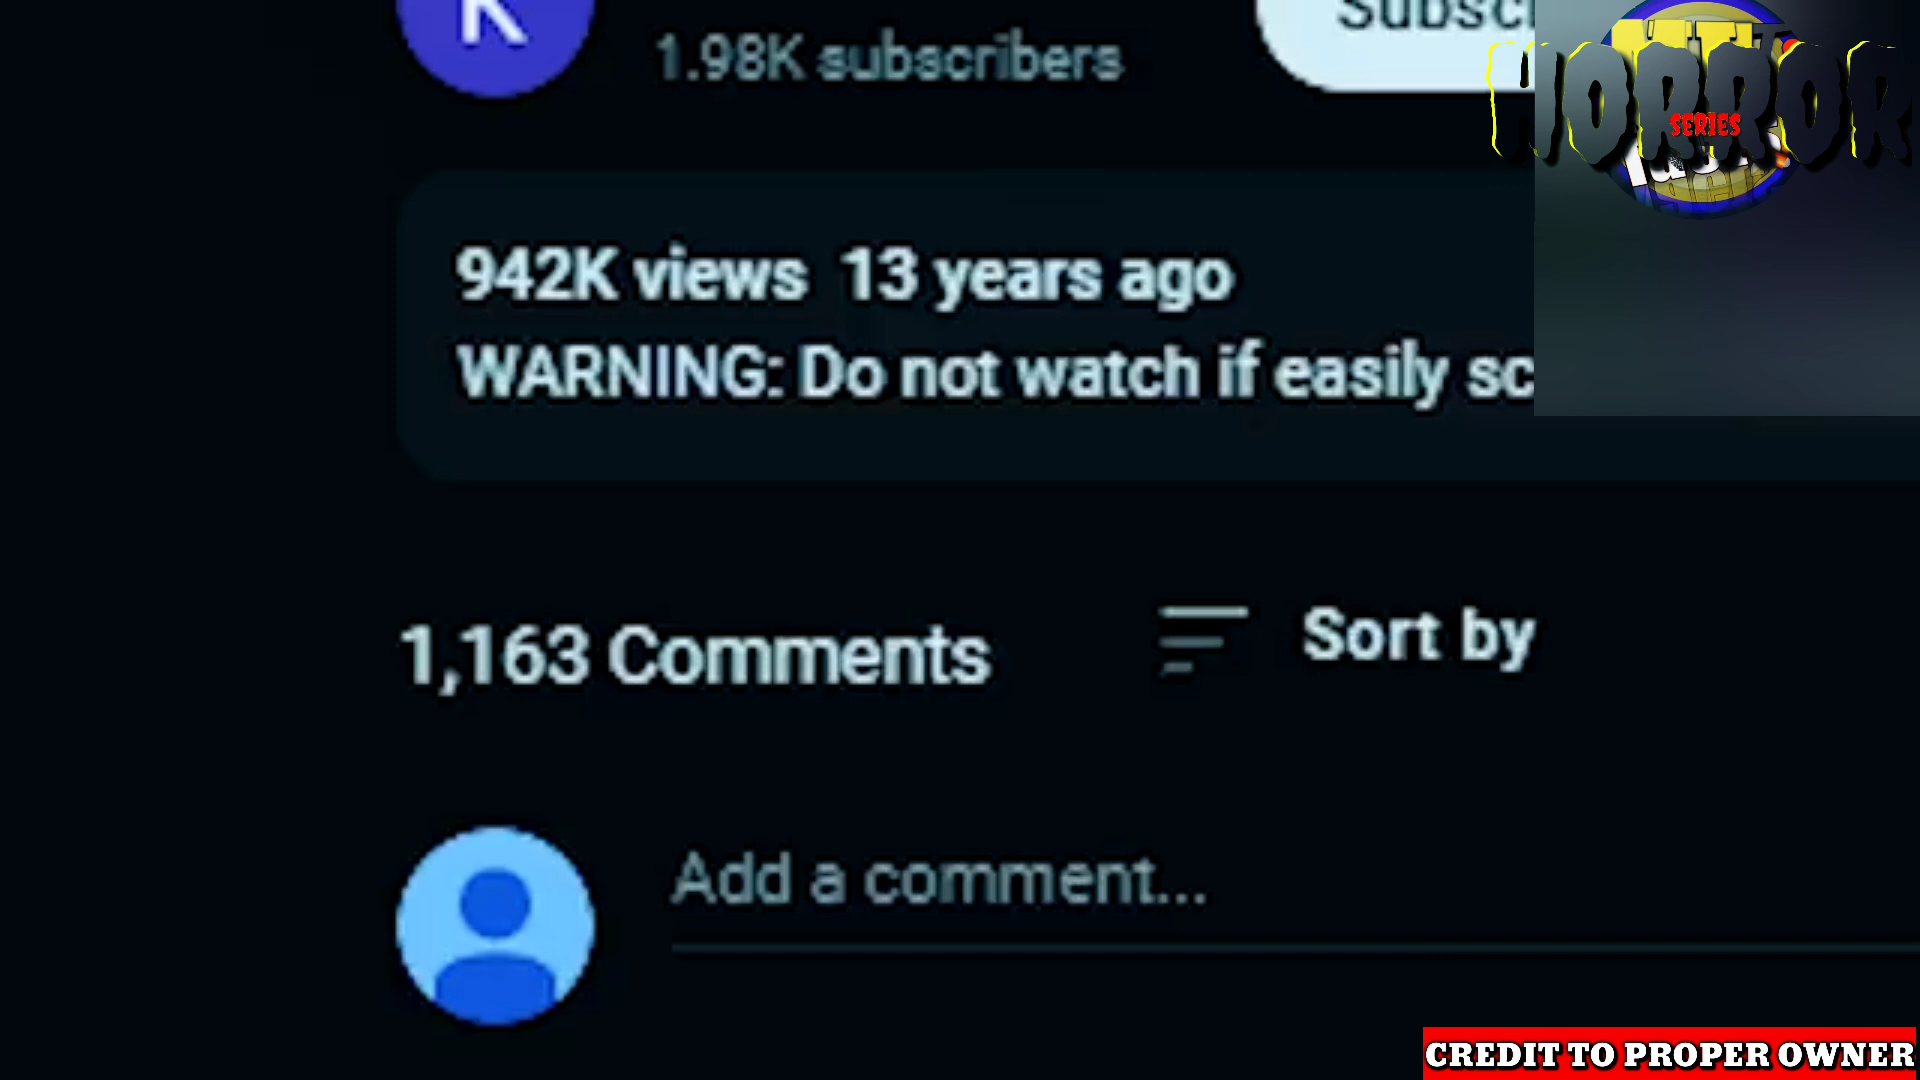 K
1.98K subscribers
HORROR
SERIES
942K views 13 years ago
WARNING: Do not watch if easily
1,163 Comments
Sort by
Add a comment...
CREDIT TO PROPER OWNER